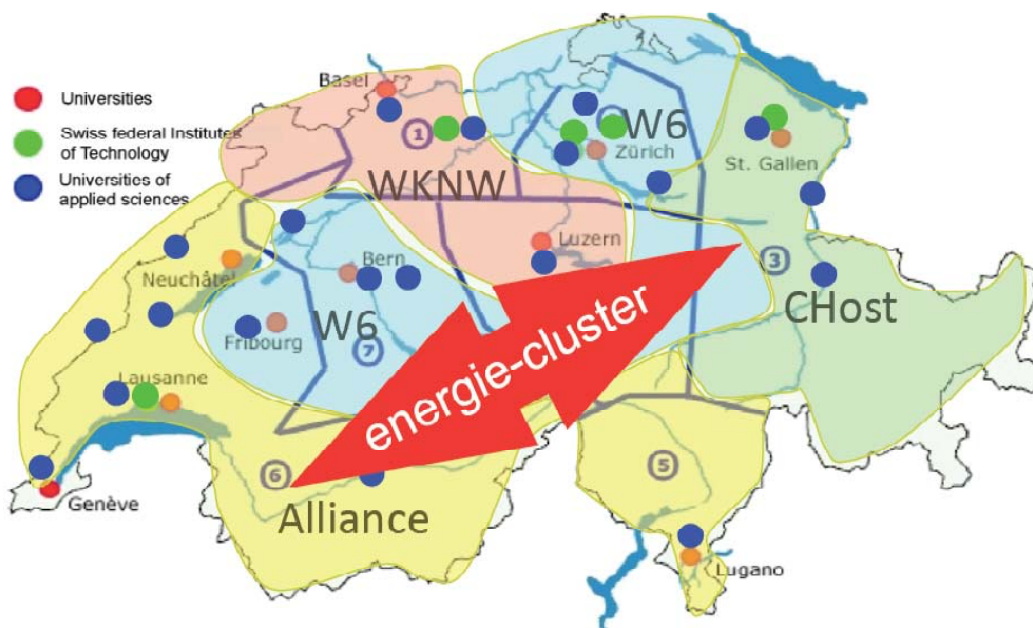 Universities
Swiss federal Institutes
of Technology
Universities of
applied sciences
Basel
1
W6
Zürich
St. Gallen
WKNW
Luzern
Neuchâtel
Bern
3
CHost
W6
Fribourg
7
energie-cluster
Lausanne
6
5
Genève
Alliance
Lugano